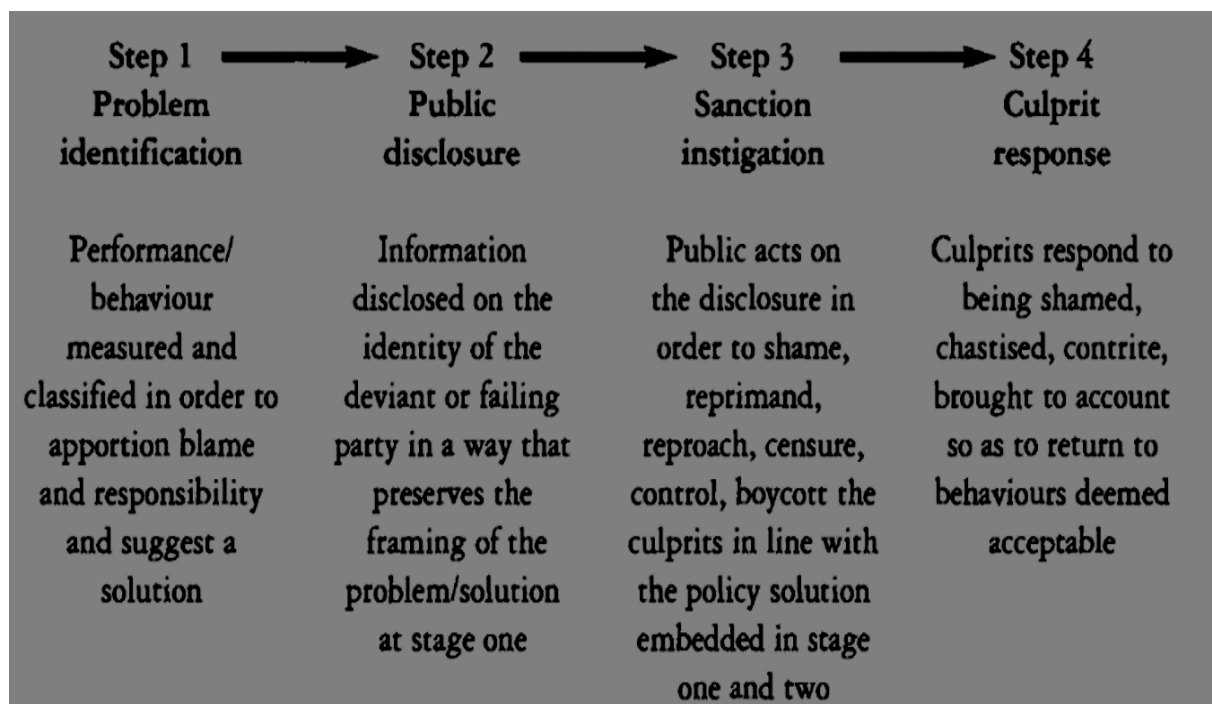 Step 1
Problem
identification
Performance/
behaviour
measured and
classified in order to
apportion blame
and responsibility
and suggest a
solution
Step 2
Public
disclosure
Information
disclosed on the
identity of the
deviant or failing
party in a way that
preserves the
framing of the
problem/solution
at stage one
Step 3
Sanction
instigation
Public acts on
the disclosure in
order to shame,
reprimand,
reproach, censure,
control, boycott the
culprits in line with
the policy solution
embedded in stage
one and two
Step 4
Culprit
response
Culprits respond to
being shamed,
chastised, contrite,
brought to account
so as to return to
behaviours deemed
acceptable